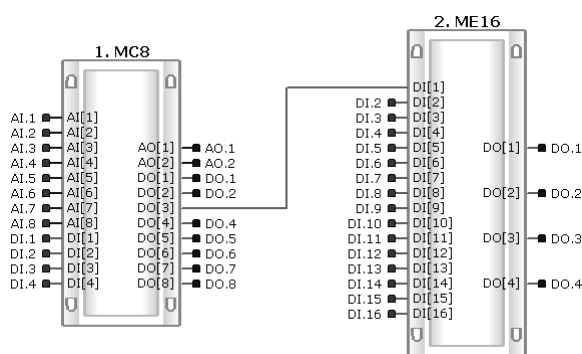 1. MC8
AI.1 AI[1]
AI.2 AI[2]
AI.3 AI[3] AO[1] AO.1
AI.4 AI[4] AO[2] AO.2
AI.5 AI[5] DO[1] DO.1
AI.6 AI[6] DO[2] DO.2
AI.7 AI[7] DO[3]
AI.8 AI[8] DO[4] DO.4
DI.1 DI[1] DO[5] DO.5
DI.2 DI[2] DO[6] DO.6
DI.3 DI[3] DO[7] DO.7
DI.4 DI[4] DO[8] DO.8
2. ME16
DI[1]
DI.2 DI[2]
DI.3 DI[3]
DI.4 DI[4]
DI.5 DI[5] DO[1] DO.1
DI.6 DI[6]
DI.7 DI[7]
DI.8 DI[8] DO[2] DO.2
DI.9 DI[9]
DI.10 DI[10]
DI.11 DI[11] DO[3] DO.3
DI.12 DI[12]
DI.13 DI[13]
DI.14 DI[14] DO[4] DO.4
DI.15 DI[15]
DI.16 DI[16]